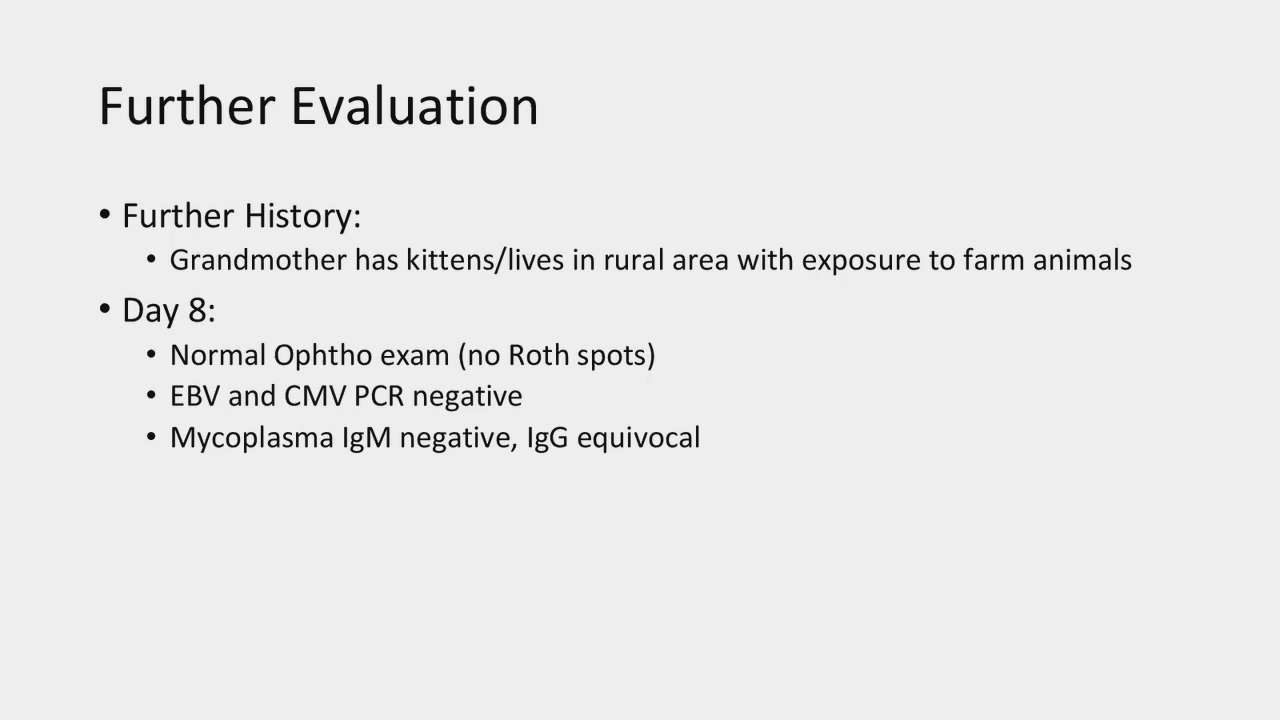 Further Evaluation
• Further History:
• Grandmother has kittens/lives in rural area with exposure to farm animals
• Day 8:
• Normal Ophtho exam (no Roth spots)
• EBV and CMV PCR negative
• Mycoplasma IgM negative, IgG equivocal